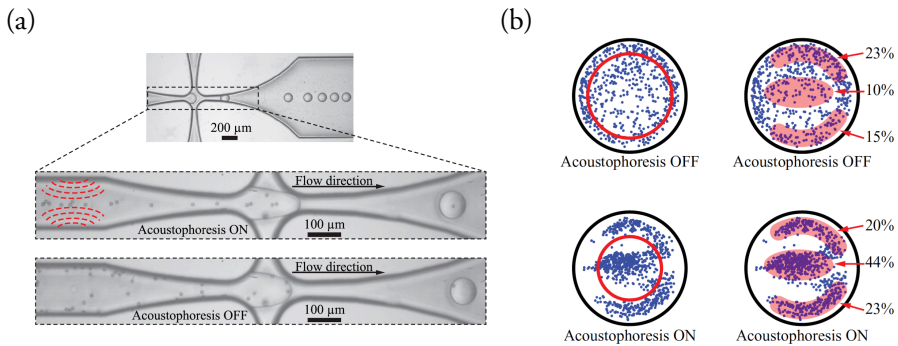 (a)
200 µm
Flow direction
Acoustophoresis ON
100 µm
Flow direction
Acoustophoresis OFF
100 µm
(b)
23%
10%
15%
Acoustophoresis OFF
Acoustophoresis OFF
20%
44%
23%
Acoustophoresis ON
Acoustophoresis ON